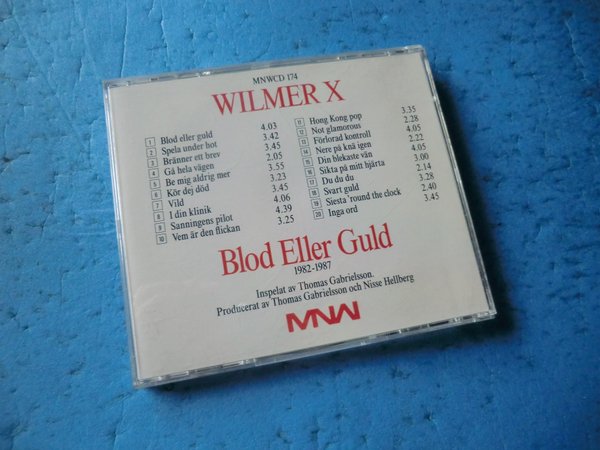 MNWCD 174
WILMER X
1 Blod eller guld 4.03
2 Spela under hot 3.42
3 Bränner ett brev 3.45
4 Gå hela vägen 2.05
5 Be mig aldrig mer 3.55
6 Kör dej död 3.23
7 Vild 3.45
8 I din klinik 4.06
9 Sanningens pilot 4.39
10 Vem är den flickan 3.25
11 Hong Kong pop 3.35
12 Not glamorous 2.28
13 Förlorad kontroll 4.05
14 Nere på knä igen 2.22
15 Din blekaste vän 4.05
16 Sikta på mitt hjärta 3.00
17 Du du du 2.14
18 Svart guld 3.28
19 Siesta 'round the clock 2.40
20 Inga ord 3.45
Blod Eller Guld
1982-1987
Inspelat av Thomas Gabrielsson.
Producerat av Thomas Gabrielsson och Nisse Hellberg
MNW